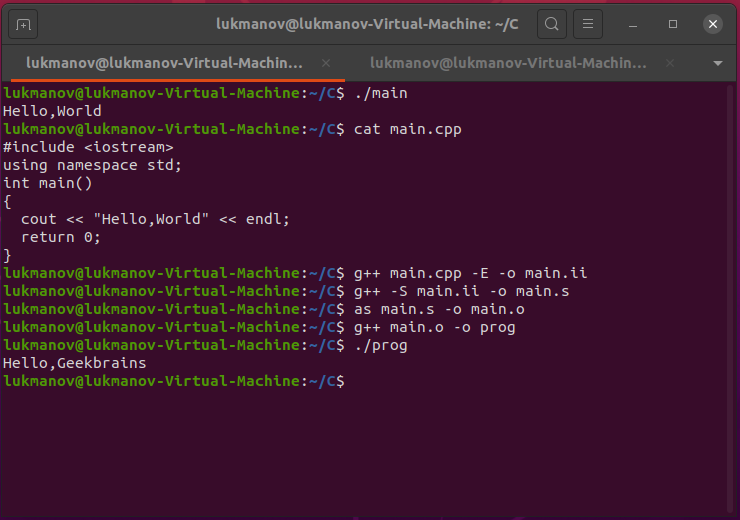 lukmanov@lukmanov-Virtual-Machine: ~/C
lukmanov@lukmanov-Virtual-Machin...
lukmanov@lukmanov-Virtual-Machin...
lukmanov@lukmanov-Virtual-Machine:~/C$ ./main
Hello,World
lukmanov@lukmanov-Virtual-Machine:~/C$ cat main.cpp
#include <iostream>
using namespace std;
int main()
{
  cout << "Hello,World" << endl;
  return 0;
}
lukmanov@lukmanov-Virtual-Machine:~/C$ g++ main.cpp -E -o main.ii
lukmanov@lukmanov-Virtual-Machine:~/C$ g++ -S main.ii -o main.s
lukmanov@lukmanov-Virtual-Machine:~/C$ as main.s -o main.o
lukmanov@lukmanov-Virtual-Machine:~/C$ g++ main.o -o prog
lukmanov@lukmanov-Virtual-Machine:~/C$ ./prog
Hello,Geekbrains
lukmanov@lukmanov-Virtual-Machine:~/C$